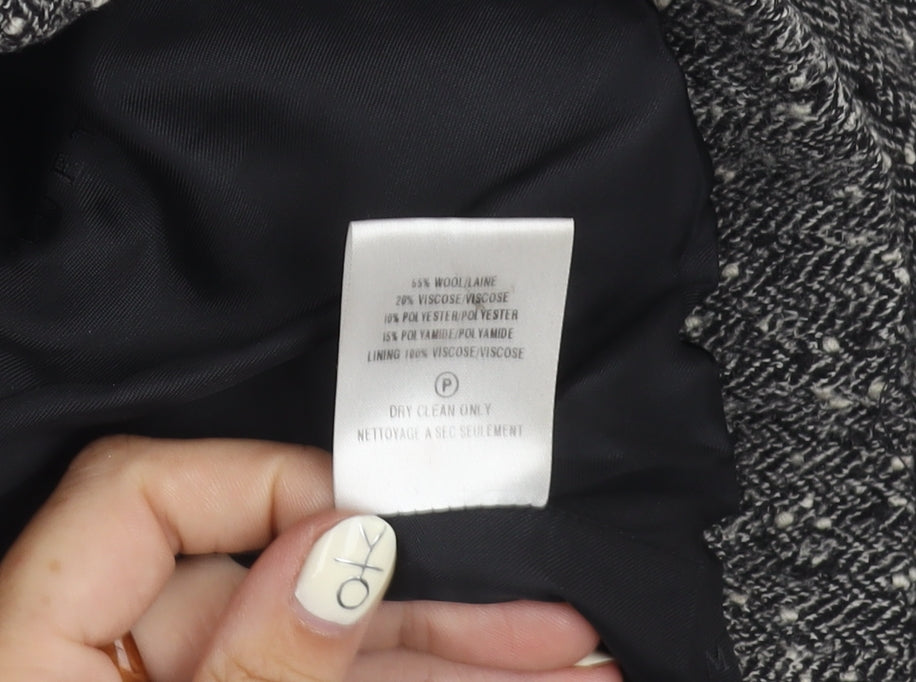 55% WOOL/LAINE
20% VISCOSE/VISCOSE
10% POLYESTER/POLYESTER
15% POLYAMIDE/POLYAMIDE
LINING 100% VISCOSE/VISCOSE
P
DRY CLEAN ONLY
NETTOYAGE A SEC SEULEMENT